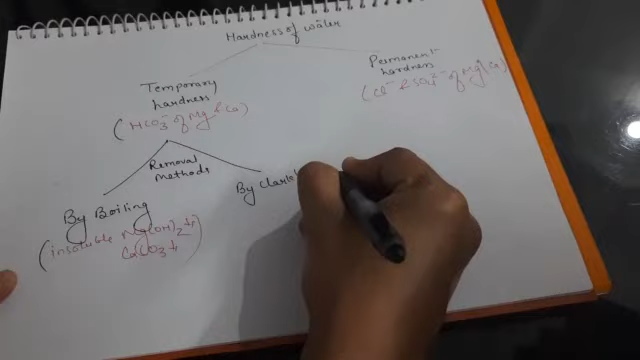 Hardness of water
Temporary
hardness
(HCO3⁻ of Mg & Ca)
Permanent
hardness
(Cl⁻ & SO4²⁻ of Mg & Ca)
Removal
methods
By Boiling
(insoluble Mg(OH)2↓
CaCO3↓)
By Clark